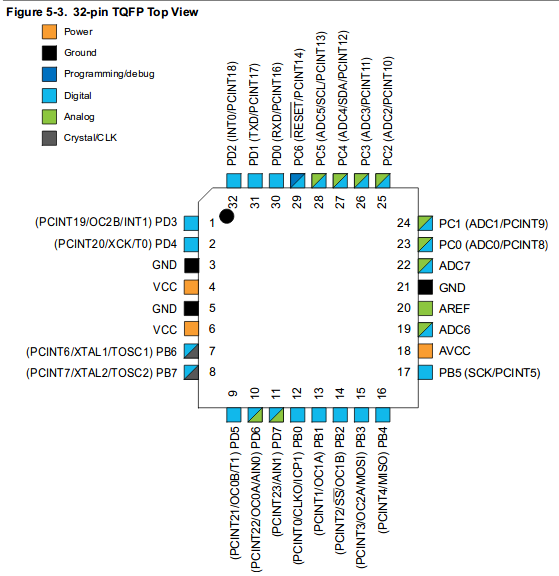 Figure 5-3. 32-pin TQFP Top View
Power
Ground
Programming/debug
Digital
Analog
Crystal/CLK
PD2 (INT0/PCINT18)
PD1 (TXD/PCINT17)
PD0 (RXD/PCINT16)
PC6 (RESET/PCINT14)
PC5 (ADC5/SCL/PCINT13)
PC4 (ADC4/SDA/PCINT12)
PC3 (ADC3/PCINT11)
PC2 (ADC2/PCINT10)
32 31 30 29 28 27 26 25
(PCINT19/OC2B/INT1) PD3 1
(PCINT20/XCK/T0) PD4 2
GND 3
VCC 4
GND 5
VCC 6
(PCINT6/XTAL1/TOSC1) PB6 7
(PCINT7/XTAL2/TOSC2) PB7 8
24 PC1 (ADC1/PCINT9)
23 PC0 (ADC0/PCINT8)
22 ADC7
21 GND
20 AREF
19 ADC6
18 AVCC
17 PB5 (SCK/PCINT5)
9 10 11 12 13 14 15 16
(PCINT21/OC0B/T1) PD5
(PCINT22/OC0A/AIN0) PD6
(PCINT23/AIN1) PD7
(PCINT0/CLKO/ICP1) PB0
(PCINT1/OC1A) PB1
(PCINT2/SS/OC1B) PB2
(PCINT3/OC2A/MOSI) PB3
(PCINT4/MISO) PB4